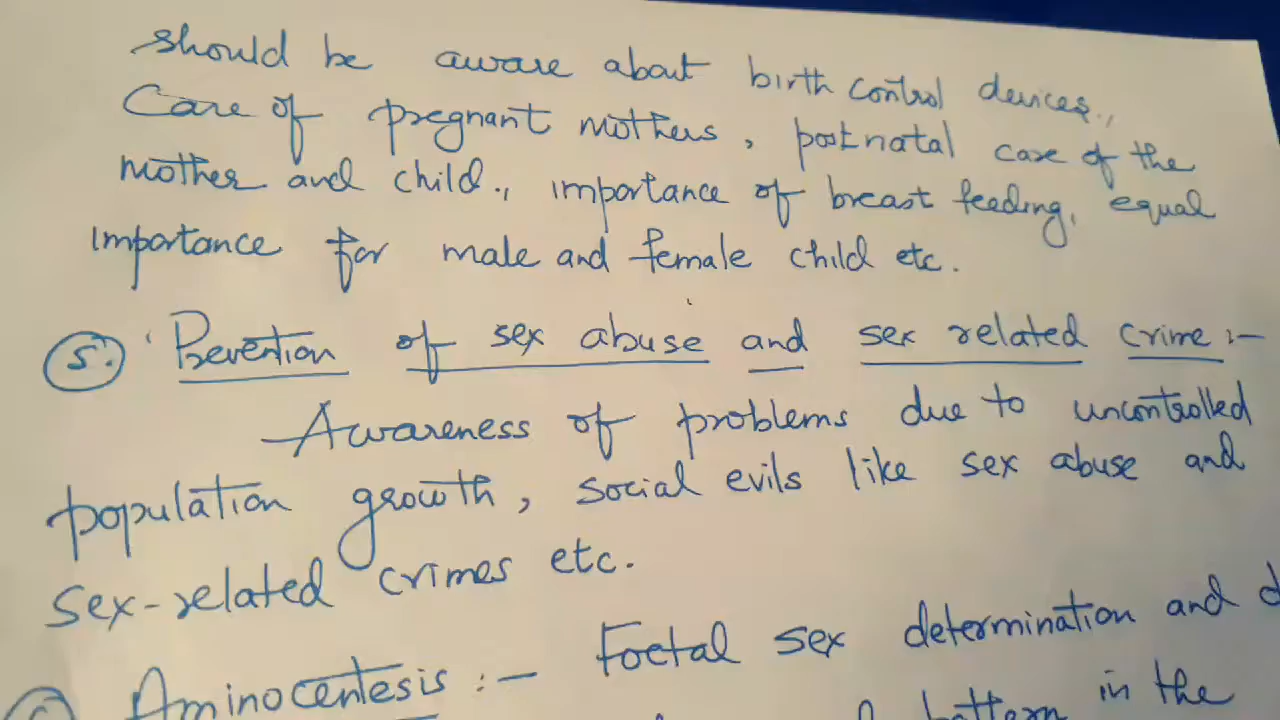 should be aware about birth control devices.,
Care of pregnant mothers, postnatal care of the
mother and child., importance of breast feeding, equal
importance for male and female child etc.
5. Prevention of sex abuse and sex related crime :-
Awareness of problems due to uncontrolled
population growth, social evils like sex abuse and
sex-related crimes etc.
Aminocentesis :- Foetal sex determination and d
pattern in the